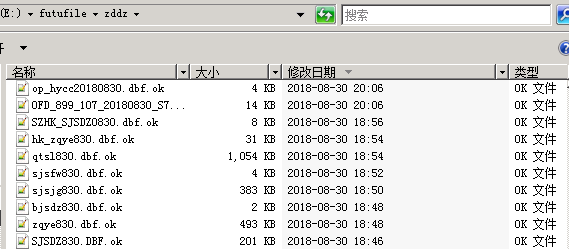 (E:) ▸ futufile ▸ zddz
搜索
名称 大小 修改日期 类型
op_hycc20180830.dbf.ok 4 KB 2018-08-30 20:06 OK 文件
OFD_899_107_20180830_S7... 14 KB 2018-08-30 20:06 OK 文件
SZHK_SJSDZ0830.dbf.ok 8 KB 2018-08-30 18:56 OK 文件
hk_zqye830.dbf.ok 31 KB 2018-08-30 18:54 OK 文件
qtsl830.dbf.ok 1,054 KB 2018-08-30 18:54 OK 文件
sjsfw830.dbf.ok 4 KB 2018-08-30 18:52 OK 文件
sjsjg830.dbf.ok 383 KB 2018-08-30 18:50 OK 文件
bjsdz830.dbf.ok 2 KB 2018-08-30 18:48 OK 文件
zqye830.dbf.ok 493 KB 2018-08-30 18:48 OK 文件
SJSDZ830.DBF.ok 201 KB 2018-08-30 18:46 OK 文件